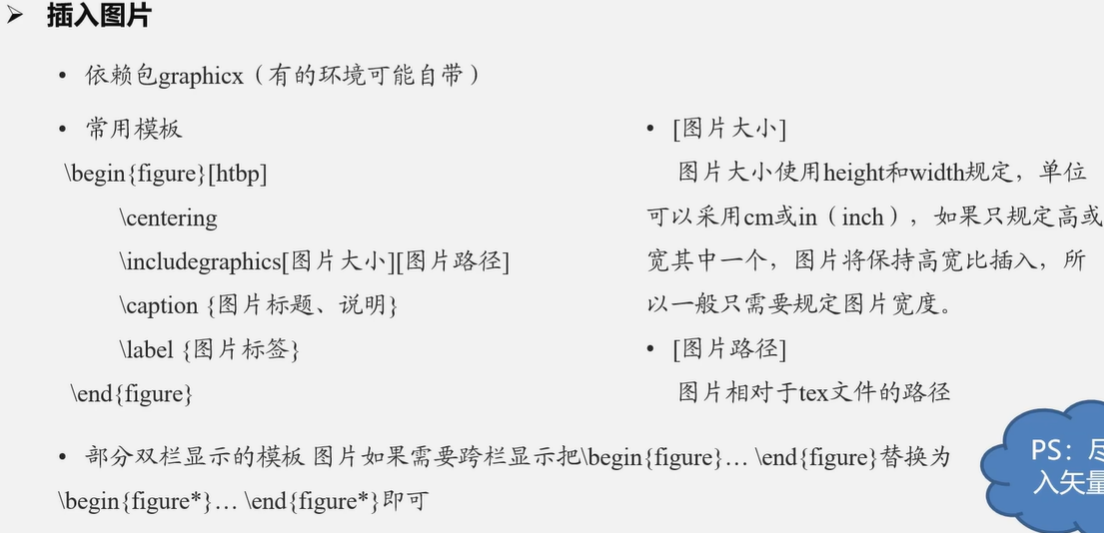 ➢ 插入图片
• 依赖包graphicx（有的环境可能自带）
• 常用模板
\begin{figure}[htbp]
\centering
\includegraphics[图片大小][图片路径]
\caption {图片标题、说明}
\label {图片标签}
\end{figure}
• [图片大小]
图片大小使用height和width规定，单位
可以采用cm或in（inch），如果只规定高或
宽其中一个，图片将保持高宽比插入，所
以一般只需要规定图片宽度。
• [图片路径]
图片相对于tex文件的路径
• 部分双栏显示的模板 图片如果需要跨栏显示把\begin{figure}… \end{figure}替换为
\begin{figure*}… \end{figure*}即可
PS：尽
入矢量